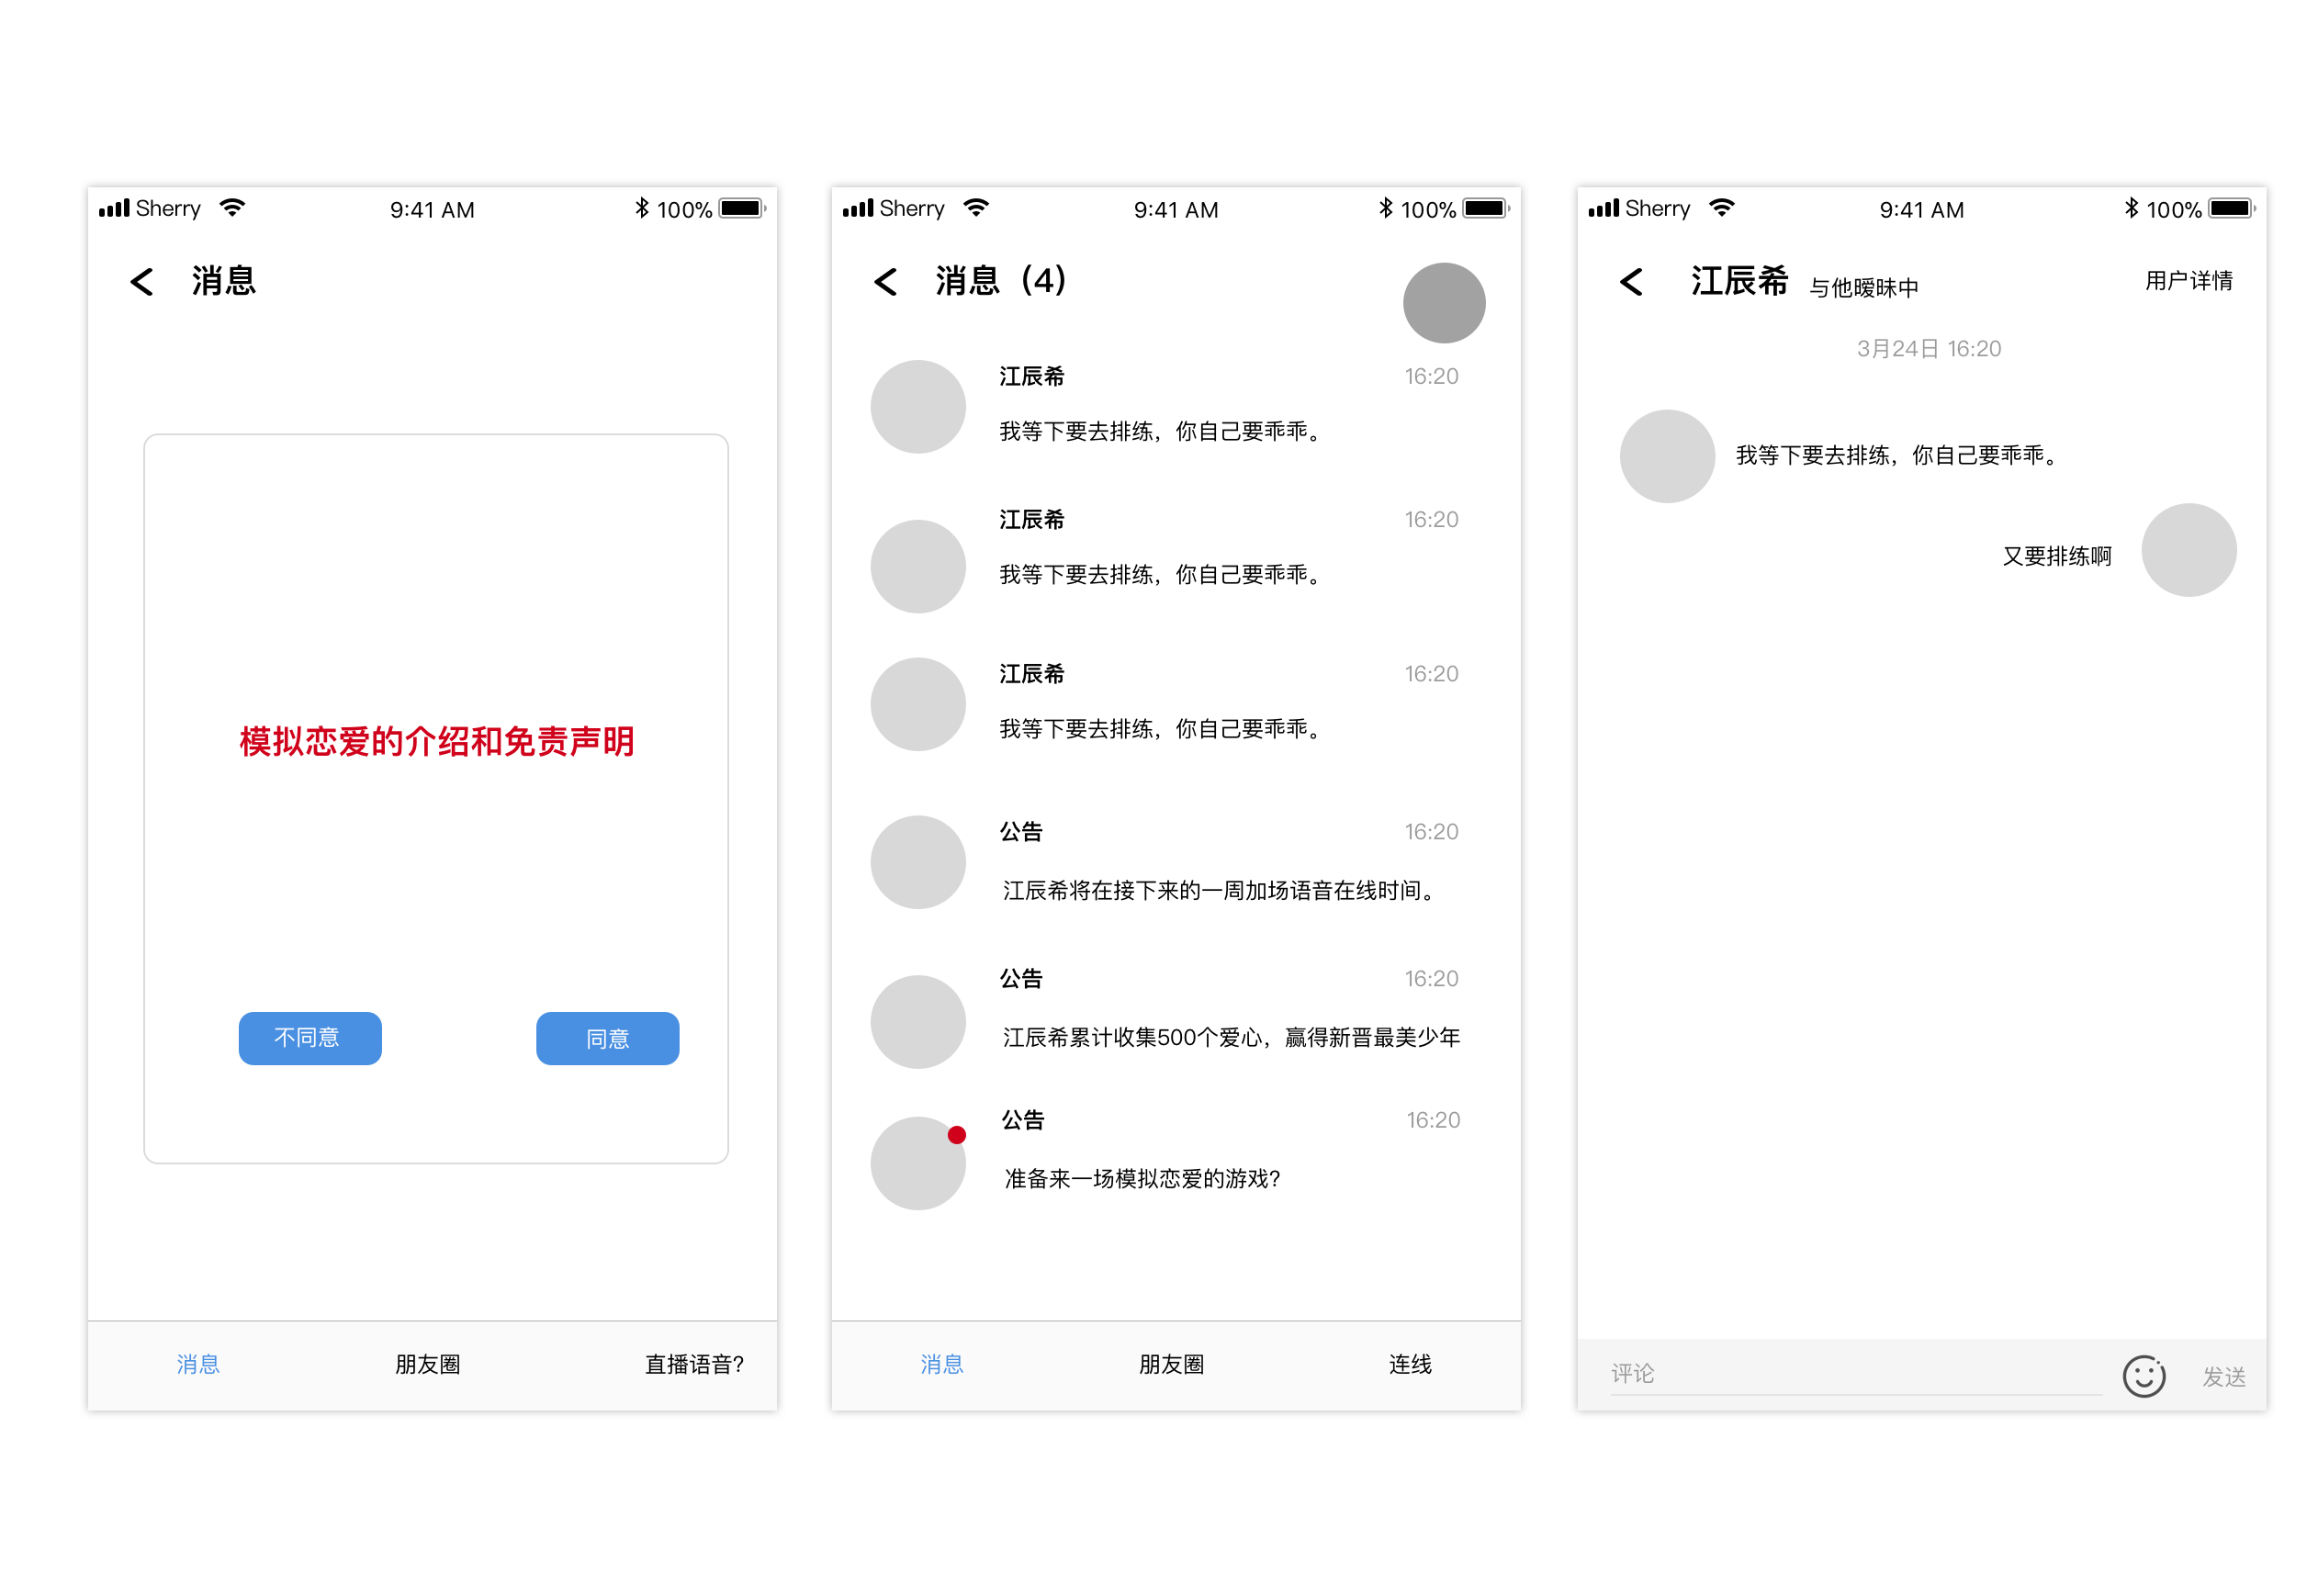 Sherry 9:41 AM 100%
消息
模拟恋爱的介绍和免责声明
不同意 同意
消息 朋友圈 直播语音?
Sherry 9:41 AM 100%
消息（4）
江辰希 16:20
我等下要去排练，你自己要乖乖。
江辰希 16:20
我等下要去排练，你自己要乖乖。
江辰希 16:20
我等下要去排练，你自己要乖乖。
公告 16:20
江辰希将在接下来的一周加场语音在线时间。
公告 16:20
江辰希累计收集500个爱心，赢得新晋最美少年
公告 16:20
准备来一场模拟恋爱的游戏?
消息 朋友圈 连线
Sherry 9:41 AM 100%
江辰希 与他暧昧中 用户详情
3月24日 16:20
我等下要去排练，你自己要乖乖。
又要排练啊
评论 发送